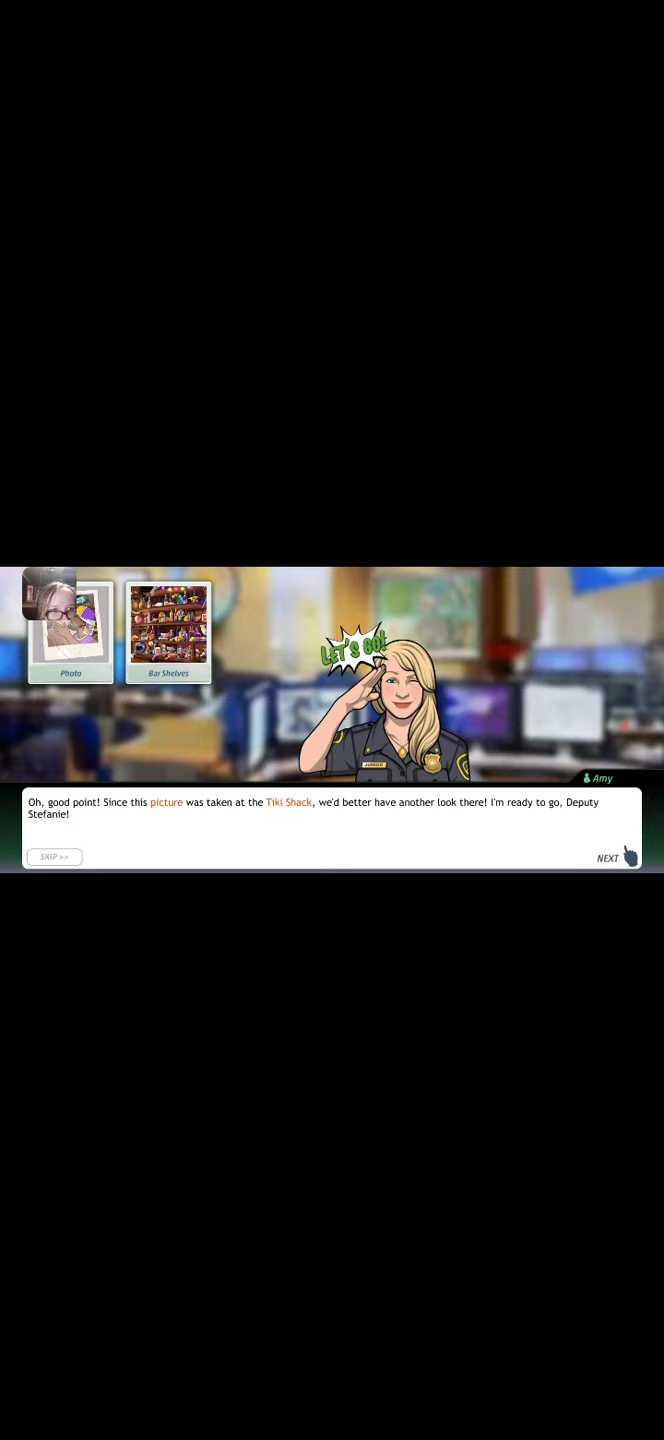 LET'S GO!
Photo
Bar Shelves
Amy
Oh, good point! Since this picture was taken at the Tiki Shack, we'd better have another look there! I'm ready to go, Deputy
Stefanie!
SKIP >>
NEXT